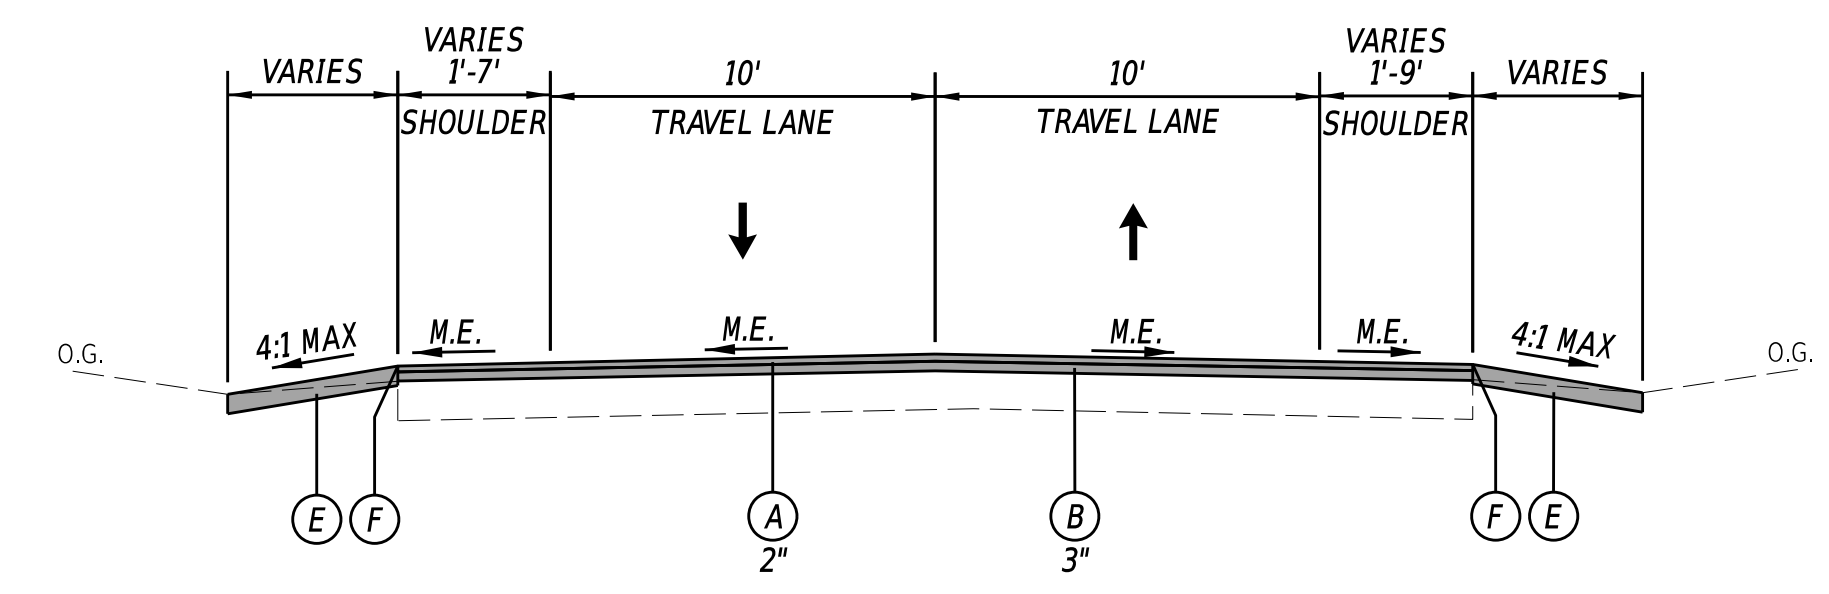 VARIES
VARIES
1'-7'
10'
10'
VARIES
1'-9'
VARIES
SHOULDER
TRAVEL LANE
TRAVEL LANE
SHOULDER
O.G.
4:1 MAX
M.E.
M.E.
M.E.
M.E.
4:1 MAX
O.G.
E
F
A
2"
B
3"
F
E